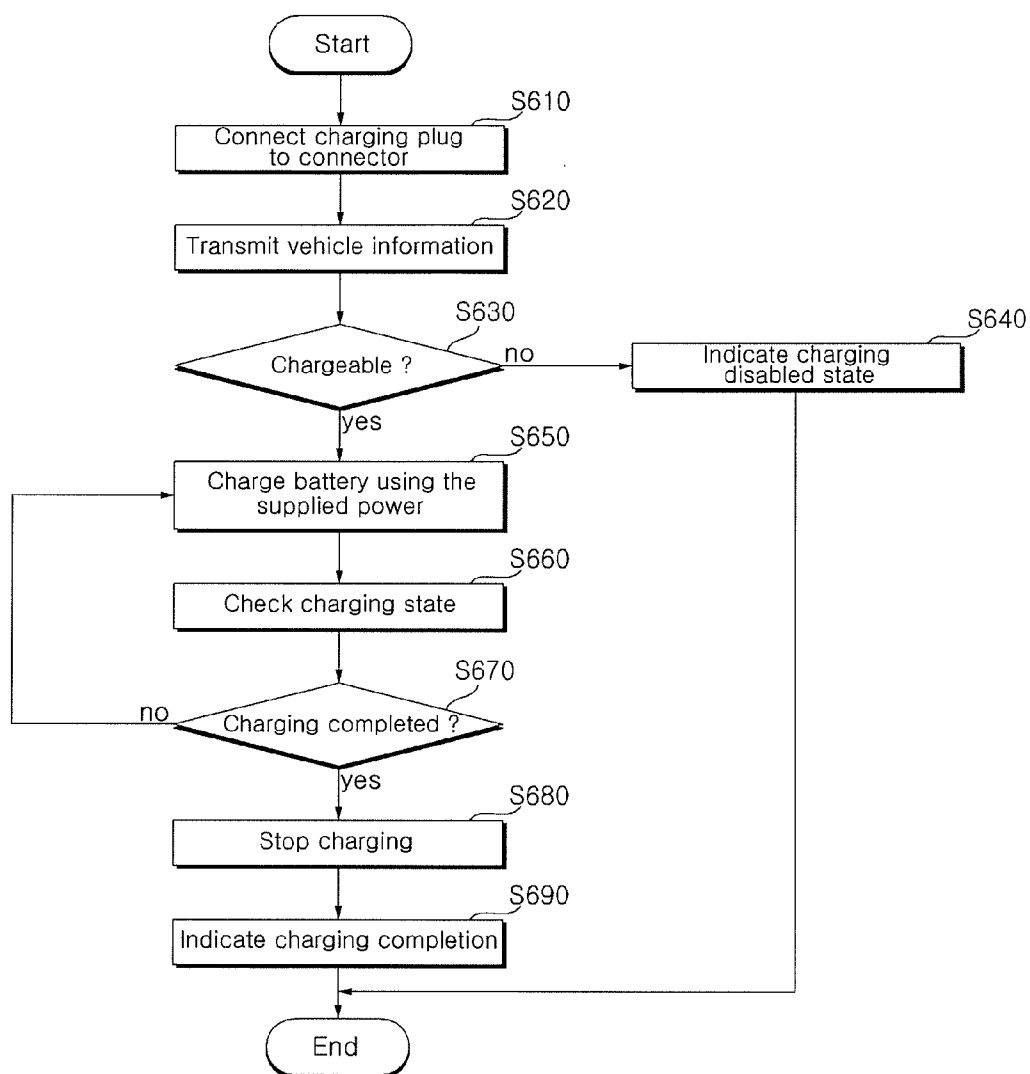 Start
S610
Connect charging plug
to connector
S620
Transmit vehicle information
S630
Chargeable ?
no
S640
Indicate charging
disabled state
yes
S650
Charge battery using the
supplied power
S660
Check charging state
S670
no
Charging completed ?
yes
S680
Stop charging
S690
Indicate charging completion
End